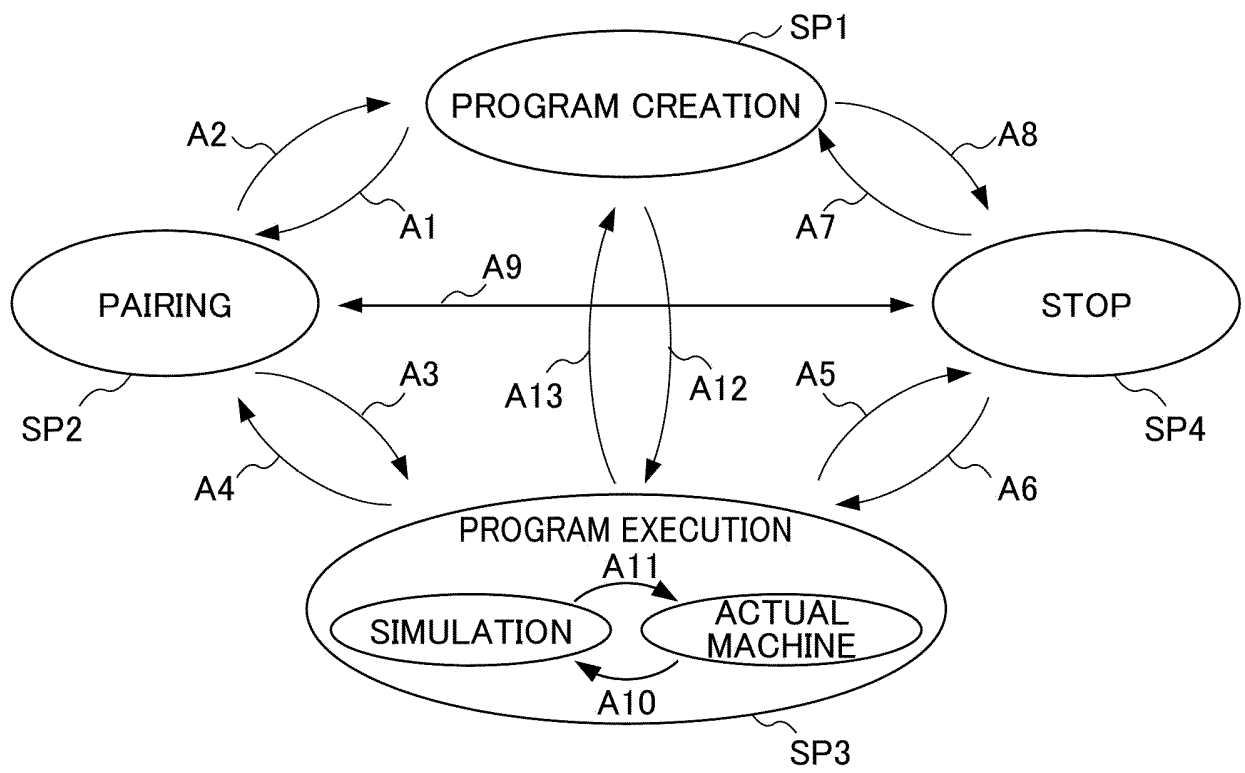 SP1
PROGRAM CREATION
A2
A8
A1
A7
A9
PAIRING
STOP
A3
A13
A12
A5
SP2
SP4
A4
A6
PROGRAM EXECUTION
A11
SIMULATION
ACTUAL
MACHINE
A10
SP3